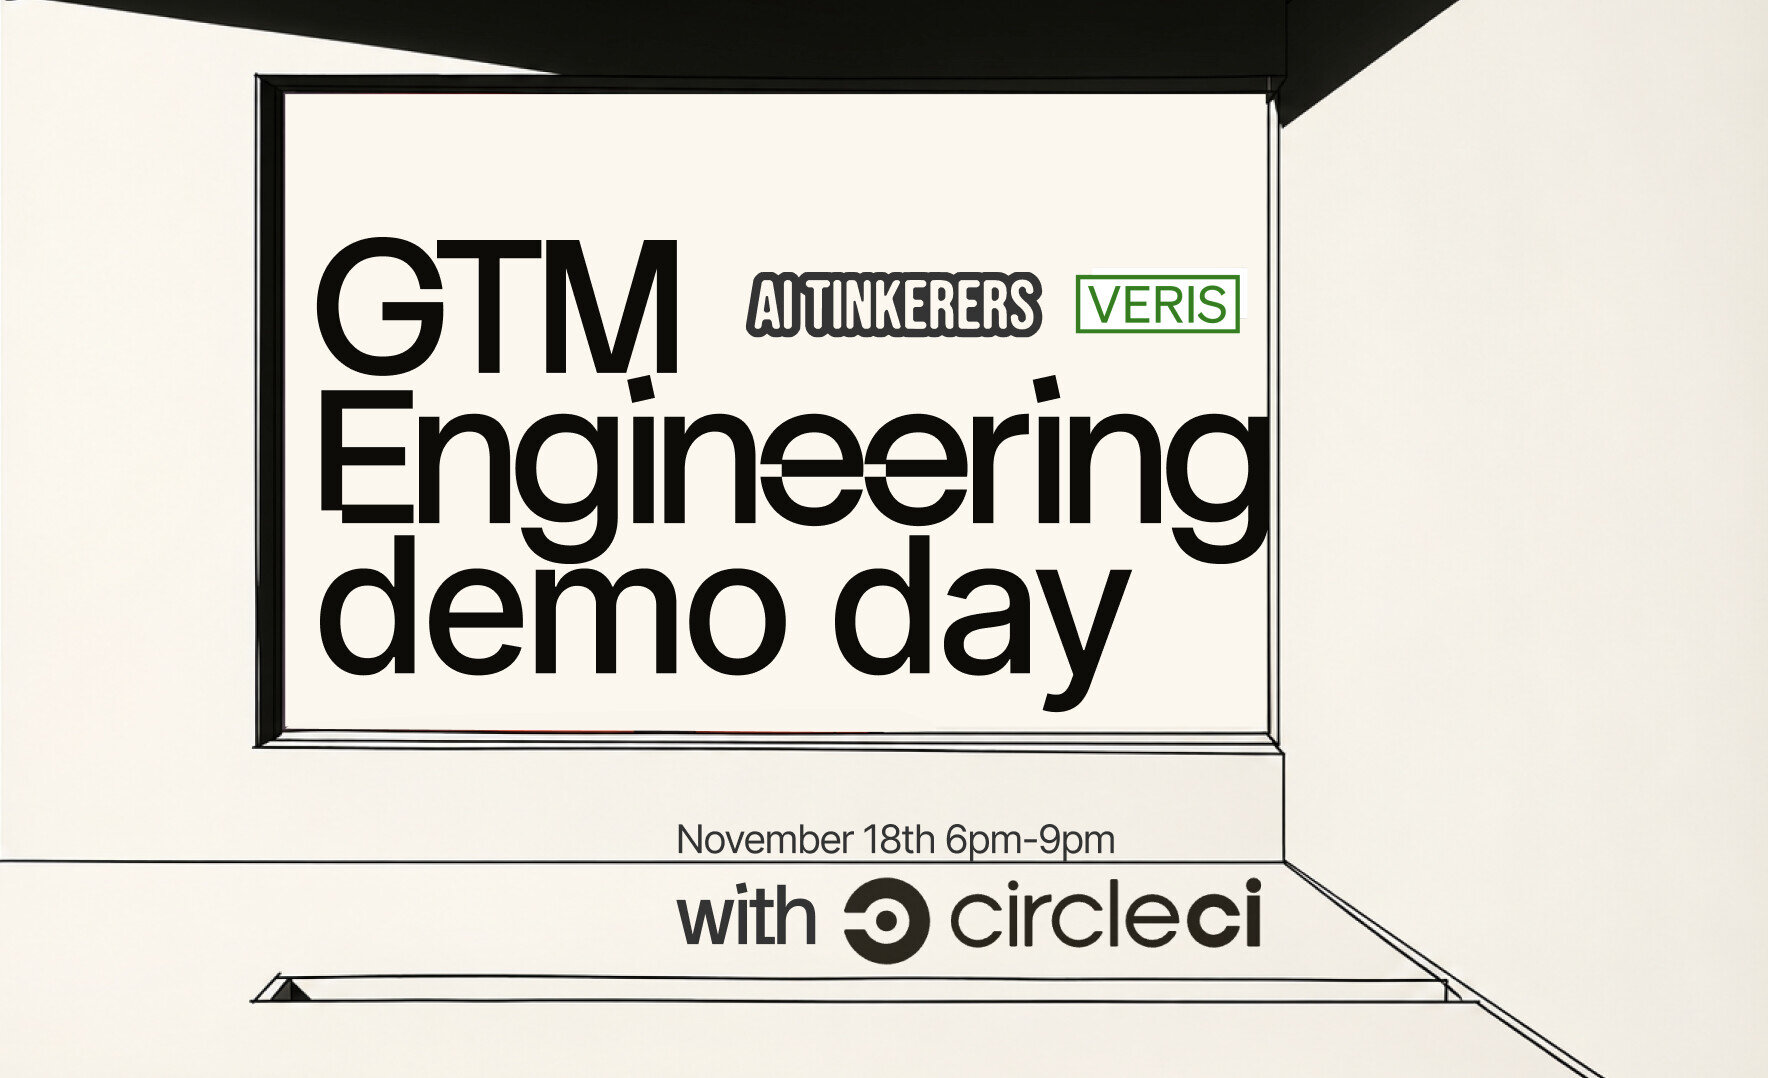 GTM
AI TINKERERS
VERIS
Engineering
demo day
November 18th 6pm-9pm
with circleci